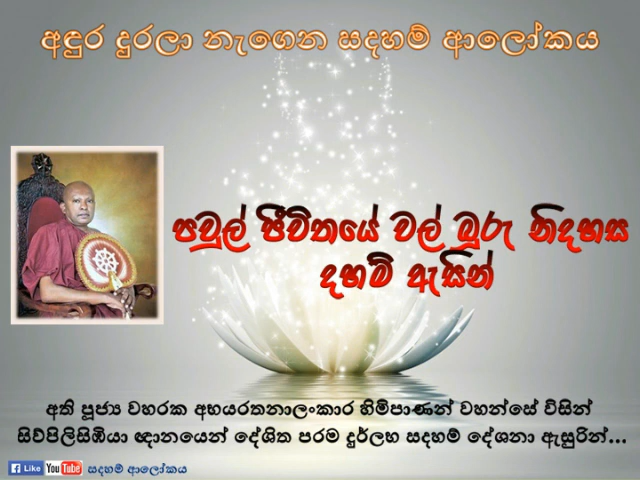 අඳුර දුරලා නැගෙන සදහම් ආලෝකය
පවුල් ජීවිතයේ වල් බූරු නිදහස
දහම් ඇසින්
අති පූජ්‍ය වහරක අභයරතනාලංකාර හිමිපාණන් වහන්සේ විසින්
සිව්පිලිසිඹියා ඥානයෙන් දේශිත පරම දුර්ලභ සදහම් දේශනා ඇසුරින්...
Like YouTube සදහම් ආලෝකය